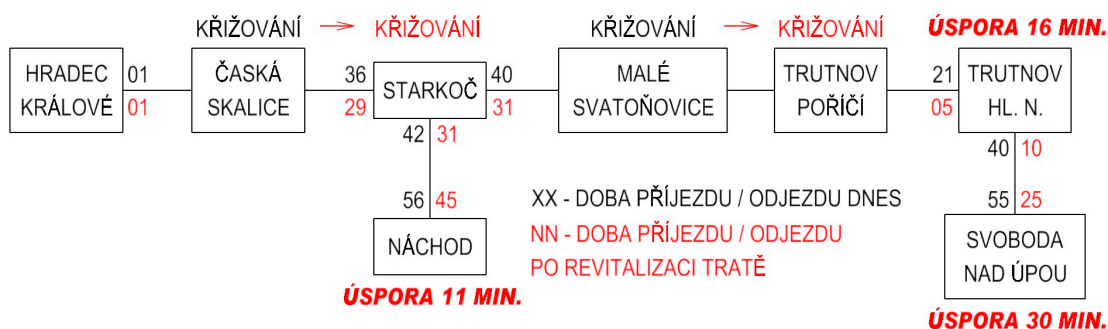 KŘIŽOVÁNÍ → KŘIŽOVÁNÍ
KŘIŽOVÁNÍ → KŘIŽOVÁNÍ
ÚSPORA 16 MIN.
HRADEC
KRÁLOVÉ
01
01
ČASKÁ
SKALICE
36
29
STARKOČ
40
31
MALÉ
SVATOŇOVICE
TRUTNOV
POŘÍČÍ
21
05
TRUTNOV
HL. N.
42 31
40 10
56 45
55 25
NÁCHOD
ÚSPORA 11 MIN.
XX - DOBA PŘÍJEZDU / ODJEZDU DNES
NN - DOBA PŘÍJEZDU / ODJEZDU
PO REVITALIZACI TRATĚ
SVOBODA
NAD ÚPOU
ÚSPORA 30 MIN.